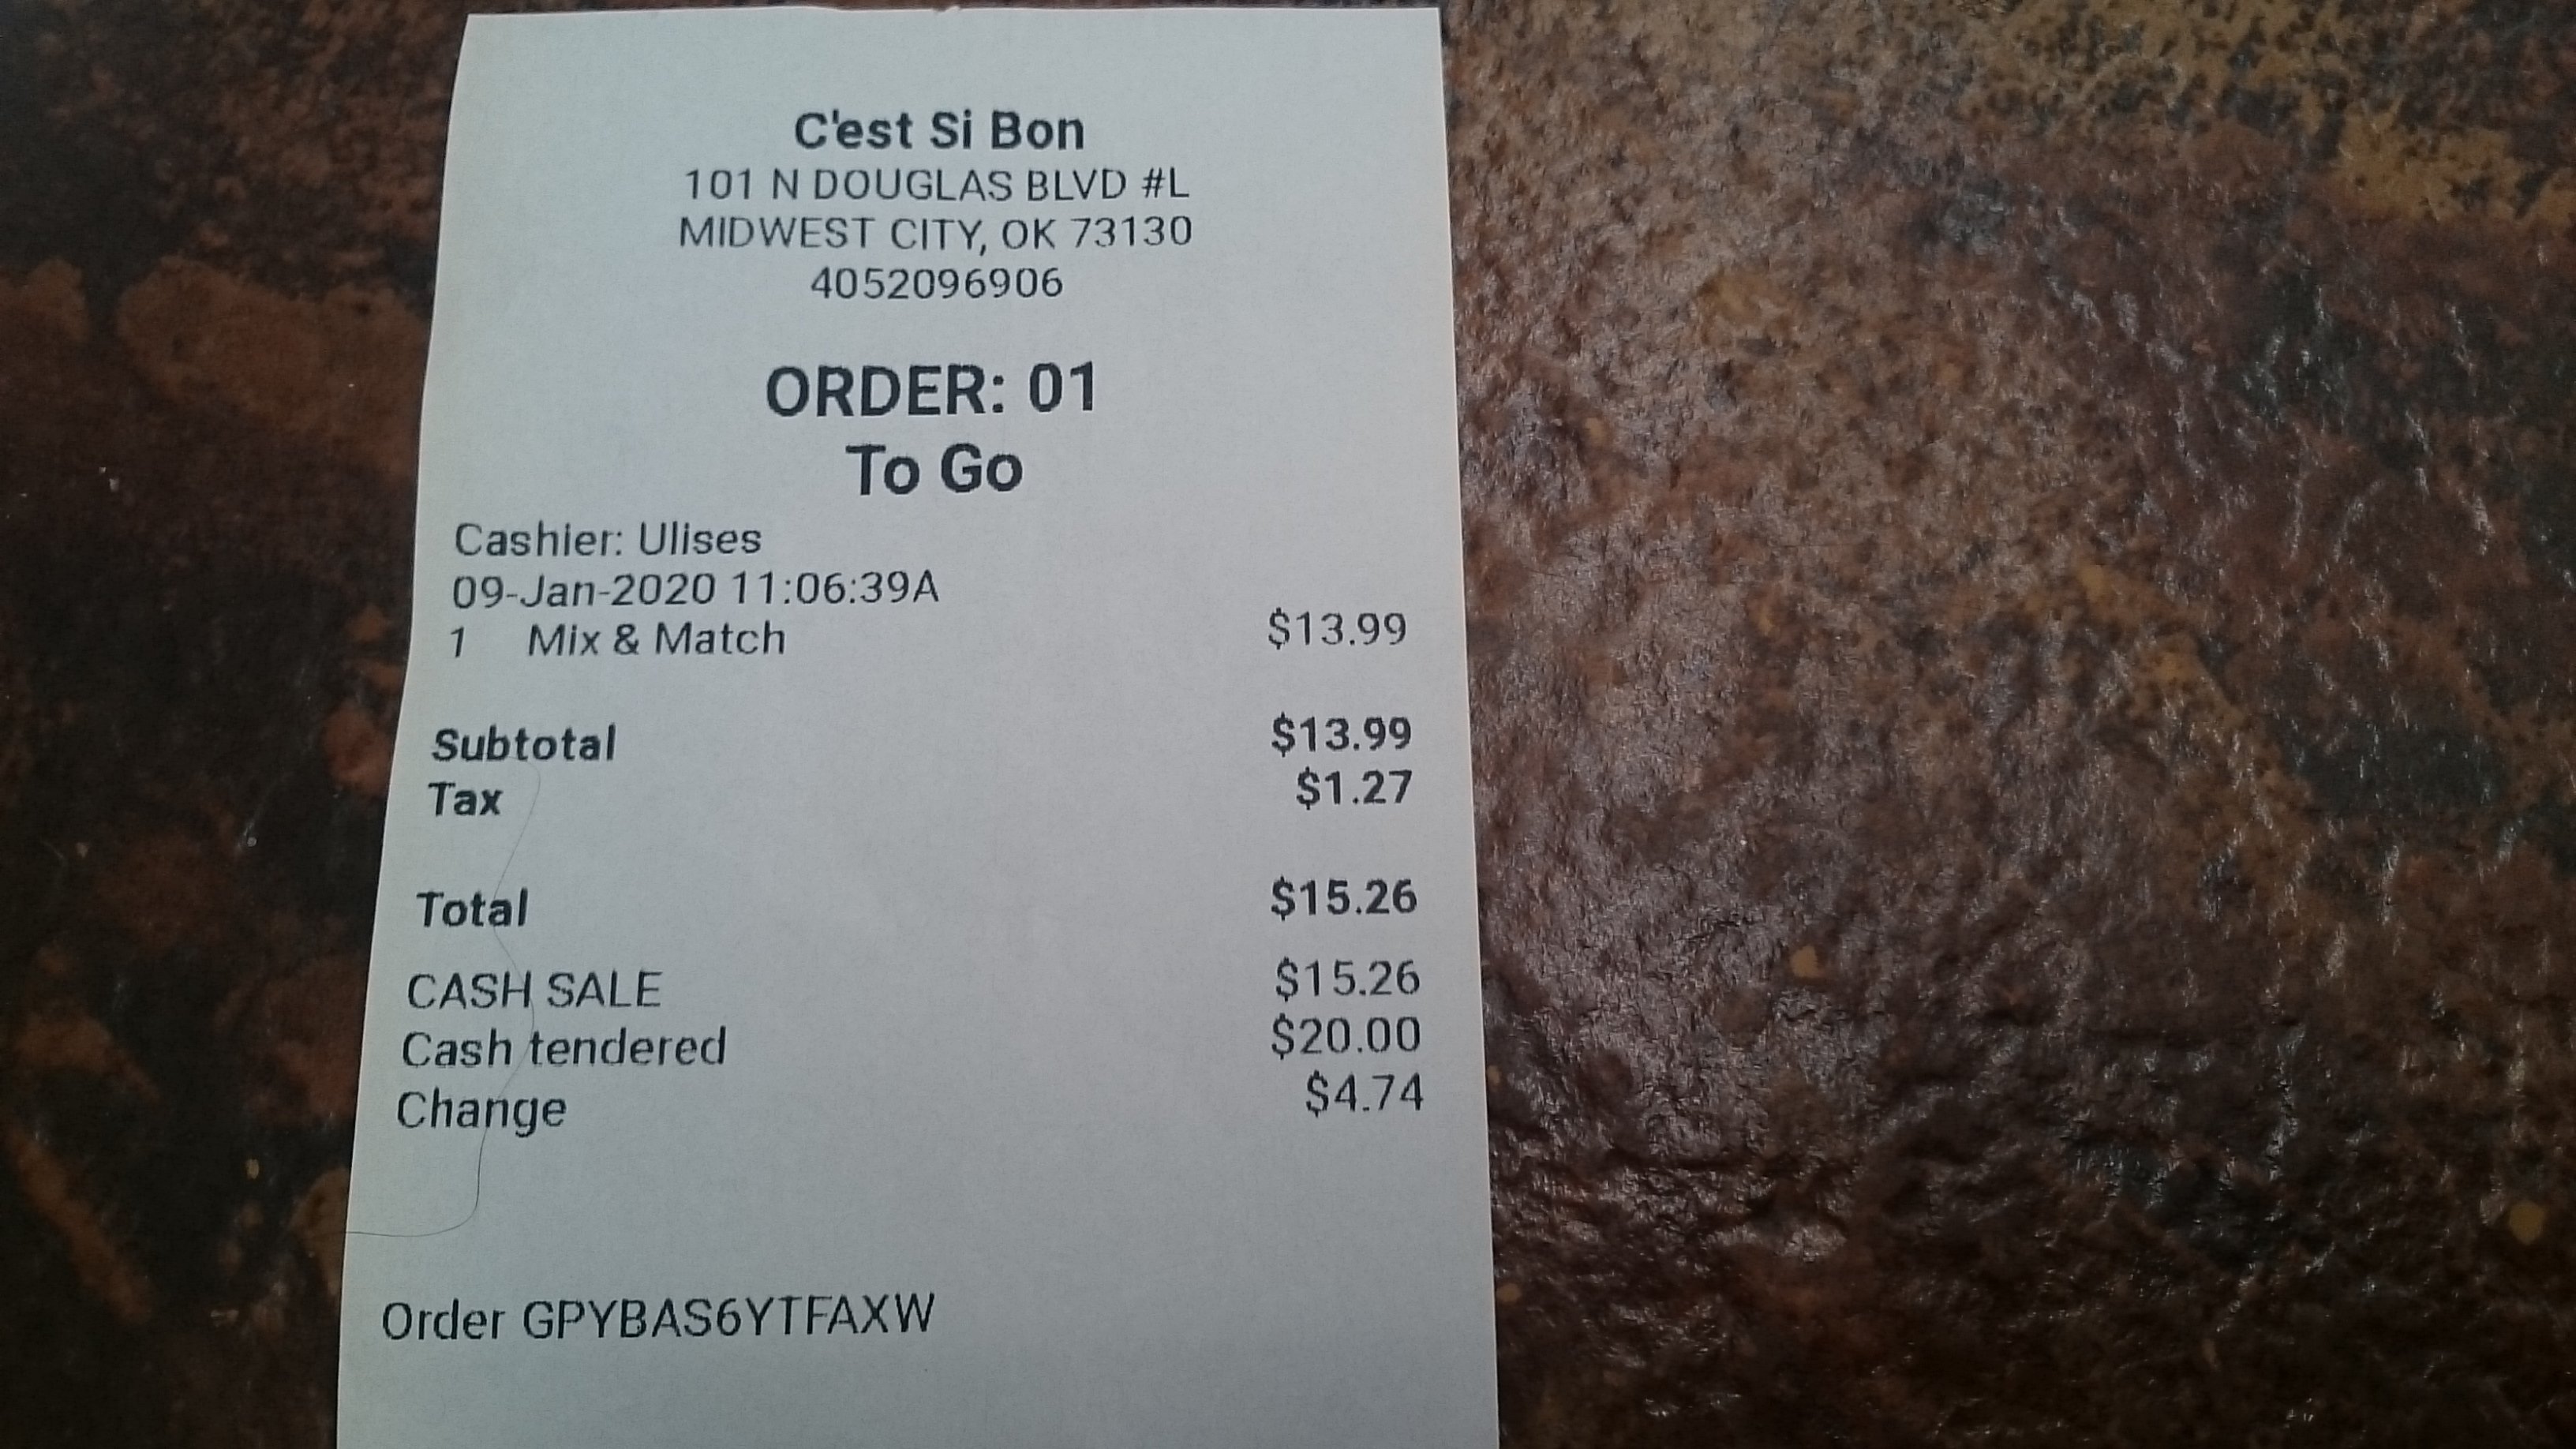 C'est Si Bon
101 N DOUGLAS BLVD #L
MIDWEST CITY, OK 73130
4052096906
ORDER: 01
To Go
Cashier: Ulises
09-Jan-2020 11:06:39A
1 Mix & Match $13.99
Subtotal $13.99
Tax $1.27
Total $15.26
CASH SALE $15.26
Cash tendered $20.00
Change $4.74
Order GPYBAS6YTFAXW